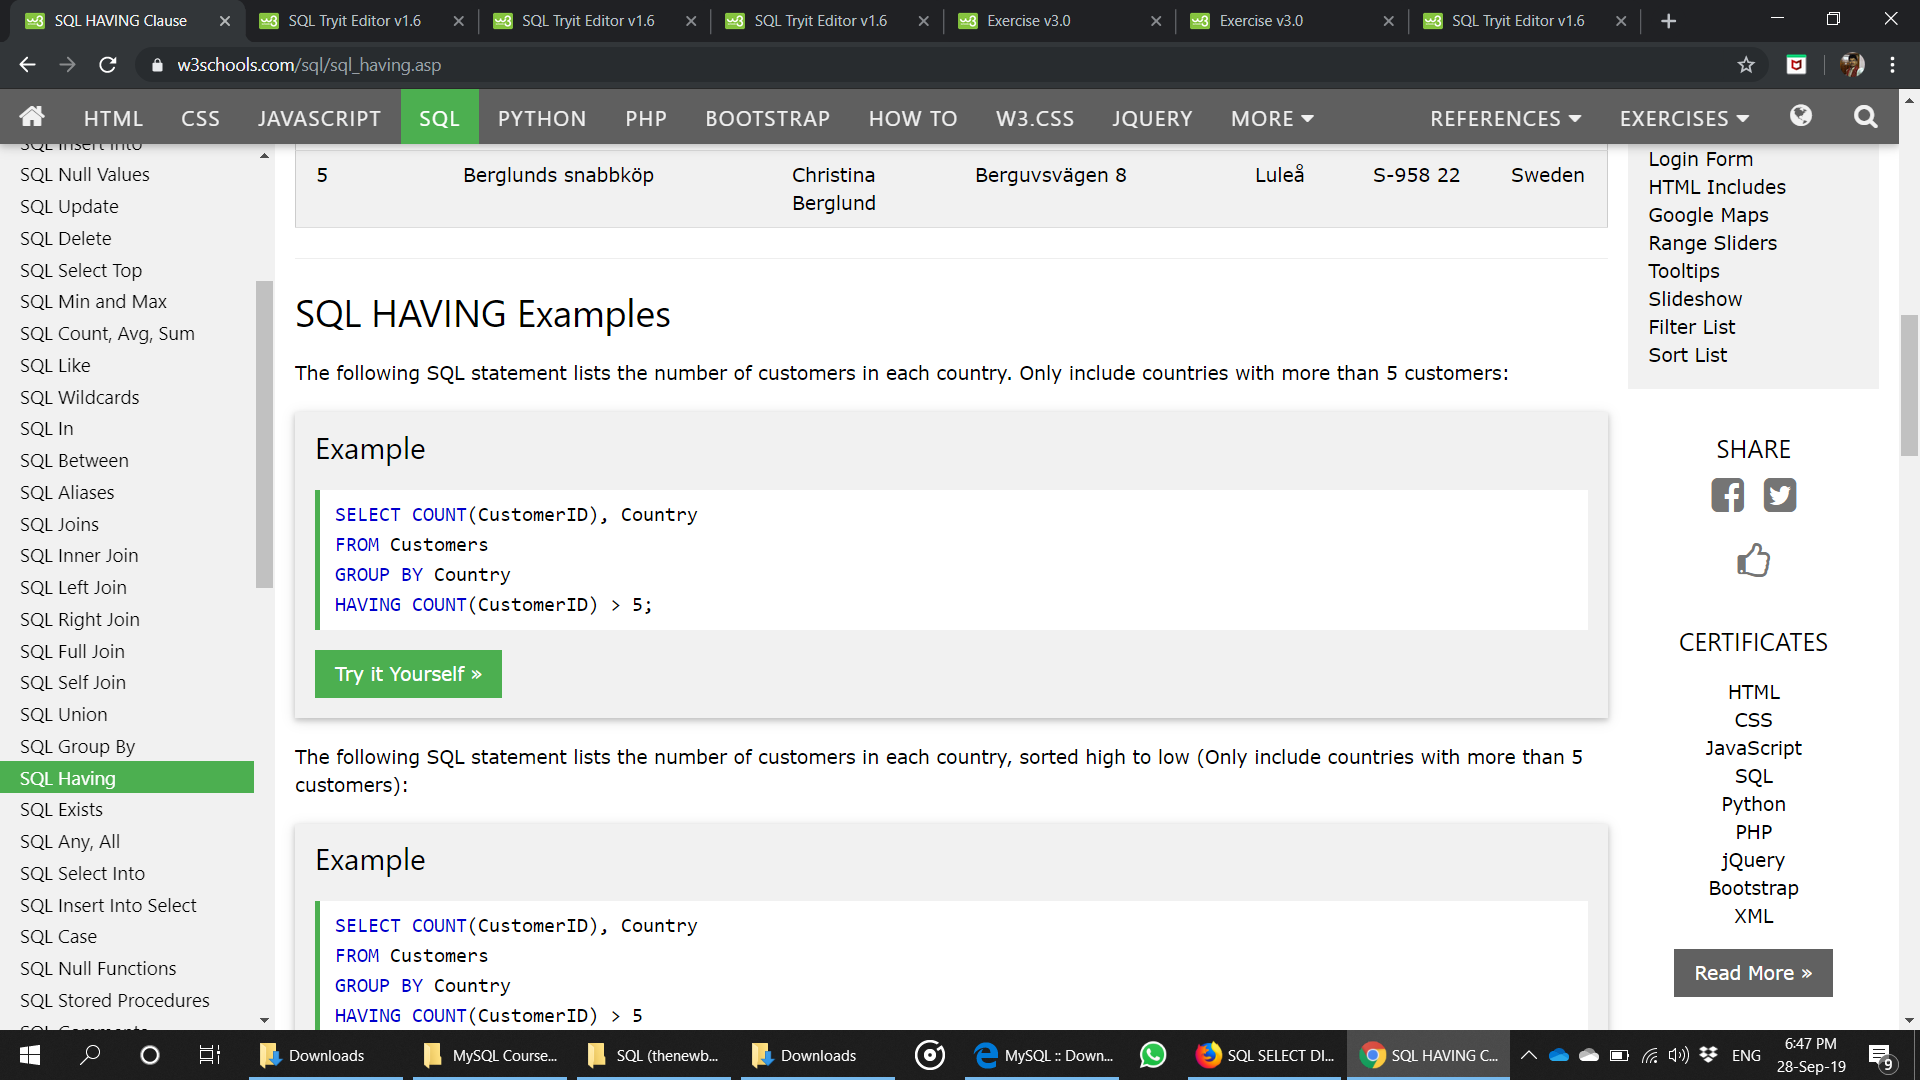 SQL HAVING Clause
SQL Tryit Editor v1.6
SQL Tryit Editor v1.6
SQL Tryit Editor v1.6
Exercise v3.0
Exercise v3.0
SQL Tryit Editor v1.6
w3schools.com/sql/sql_having.asp
HTML CSS JAVASCRIPT SQL PYTHON PHP BOOTSTRAP HOW TO W3.CSS JQUERY MORE REFERENCES EXERCISES
SQL Insert Into
SQL Null Values
SQL Update
SQL Delete
SQL Select Top
SQL Min and Max
SQL Count, Avg, Sum
SQL Like
SQL Wildcards
SQL In
SQL Between
SQL Aliases
SQL Joins
SQL Inner Join
SQL Left Join
SQL Right Join
SQL Full Join
SQL Self Join
SQL Union
SQL Group By
SQL Having
SQL Exists
SQL Any, All
SQL Select Into
SQL Insert Into Select
SQL Case
SQL Null Functions
SQL Stored Procedures
SQL Comments
5 Berglunds snabbköp Christina Berguvsvägen 8 Luleå S-958 22 Sweden
Berglund
SQL HAVING Examples
The following SQL statement lists the number of customers in each country. Only include countries with more than 5 customers:
Example
SELECT COUNT(CustomerID), Country
FROM Customers
GROUP BY Country
HAVING COUNT(CustomerID) > 5;
Try it Yourself »
The following SQL statement lists the number of customers in each country, sorted high to low (Only include countries with more than 5
customers):
Example
SELECT COUNT(CustomerID), Country
FROM Customers
GROUP BY Country
HAVING COUNT(CustomerID) > 5
Login Form
HTML Includes
Google Maps
Range Sliders
Tooltips
Slideshow
Filter List
Sort List
SHARE
CERTIFICATES
HTML
CSS
JavaScript
SQL
Python
PHP
jQuery
Bootstrap
XML
Read More »
Downloads
MySQL Course...
SQL (thenewb...
Downloads
MySQL :: Down...
SQL SELECT DI...
SQL HAVING C...
ENG
6:47 PM
28-Sep-19
9